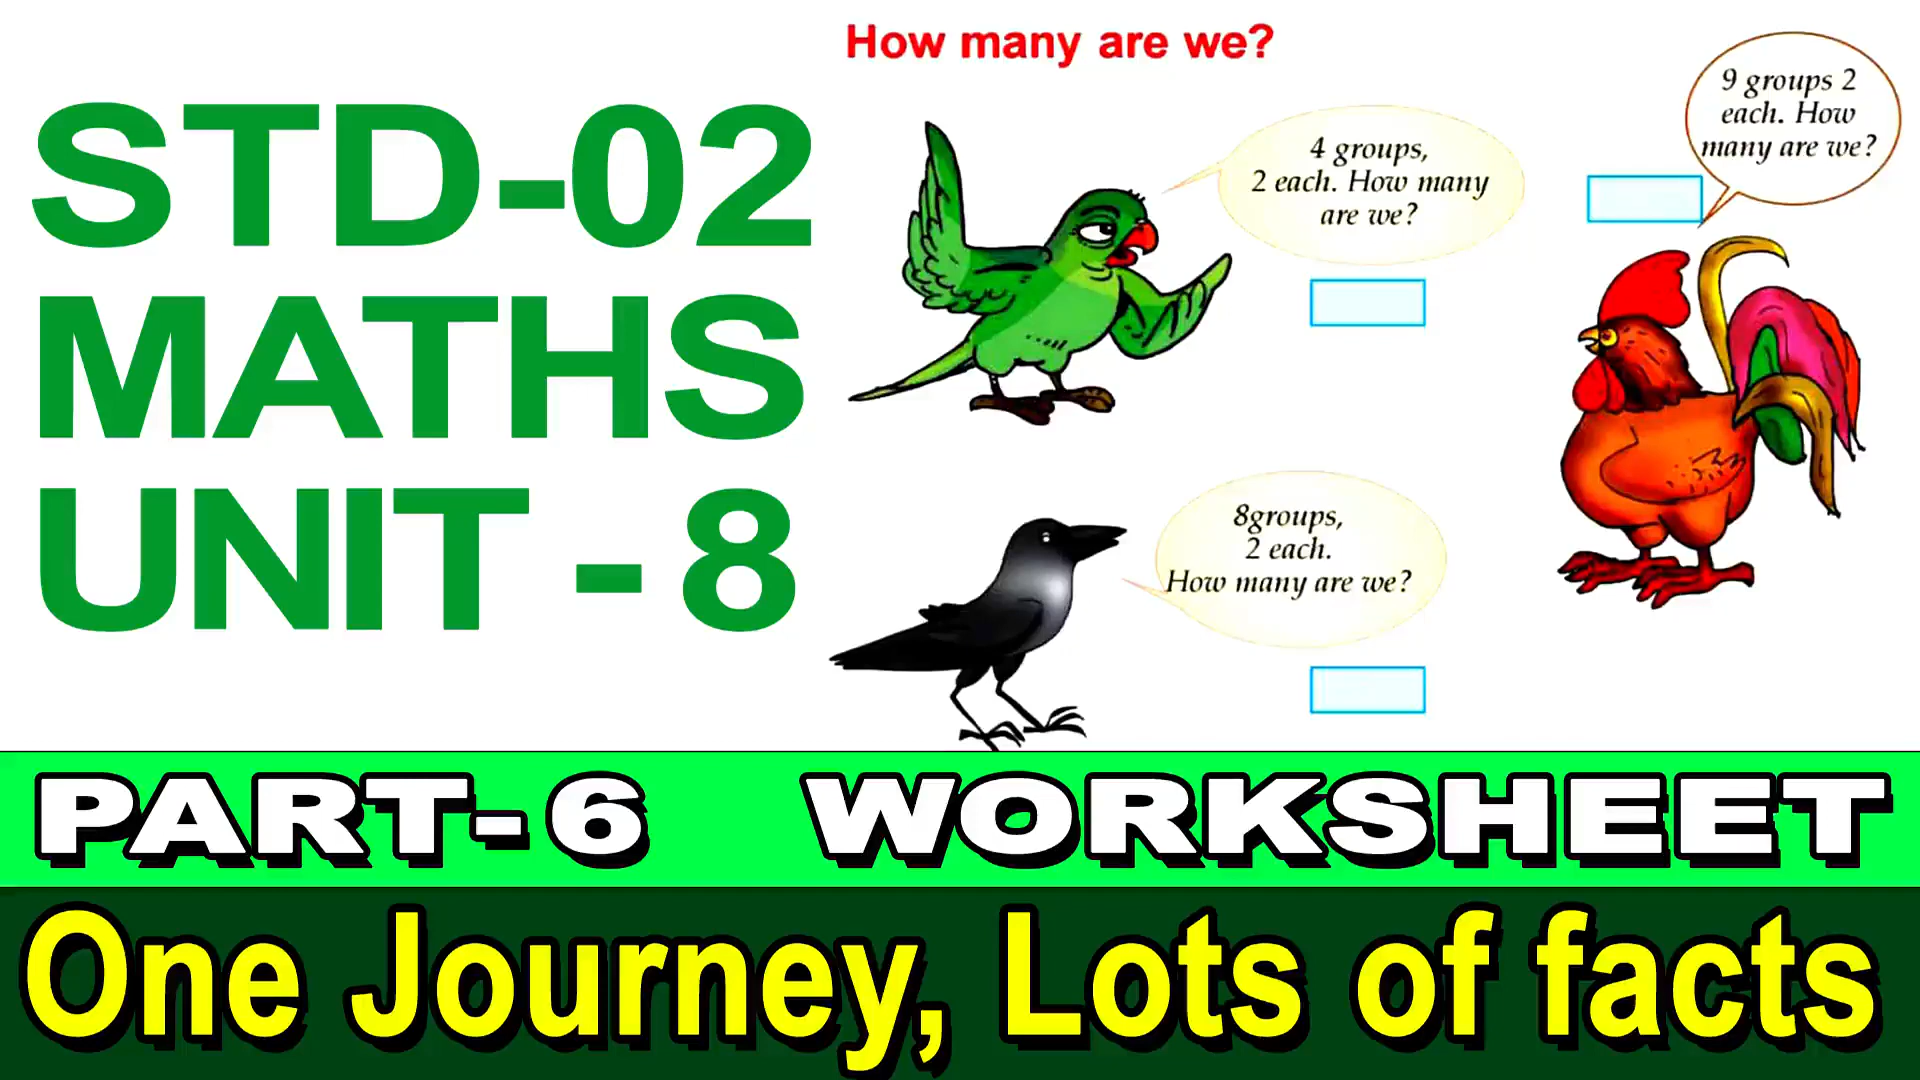 STD-02
MATHS
UNIT - 8
How many are we?
4 groups,
2 each. How many
are we?
9 groups 2
each. How
many are we?
8groups,
2 each.
How many are we?
PART- 6 WORKSHEET
One Journey, Lots of facts